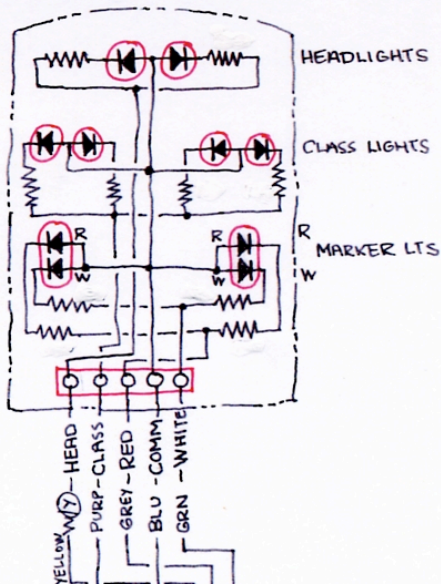 HEADLIGHTS
CLASS LIGHTS
R
R
R
W
W
W
MARKER LTS
YELLOW W/Y - HEAD
PURP - CLASS
GREY - RED
BLU - COMM
GRN - WHITE